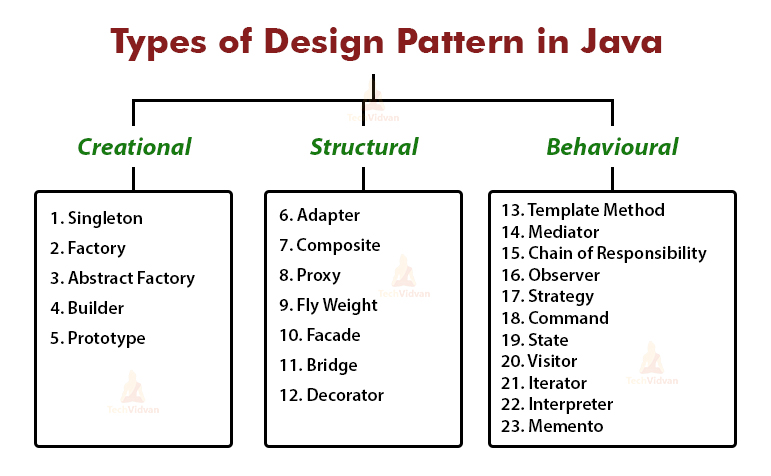 Types of Design Pattern in Java
TechVidvan
Creational
Structural
Behavioural
1. Singleton
2. Factory
3. Abstract Factory
4. Builder
5. Prototype
TechVidvan
6. Adapter
7. Composite
8. Proxy
9. Fly Weight
10. Facade
11. Bridge
12. Decorator
TechVidvan
13. Template Method
14. Mediator
15. Chain of Responsibility
16. Observer
17. Strategy
18. Command
19. State
20. Visitor
21. Iterator
22. Interpreter
23. Memento
TechVidvan